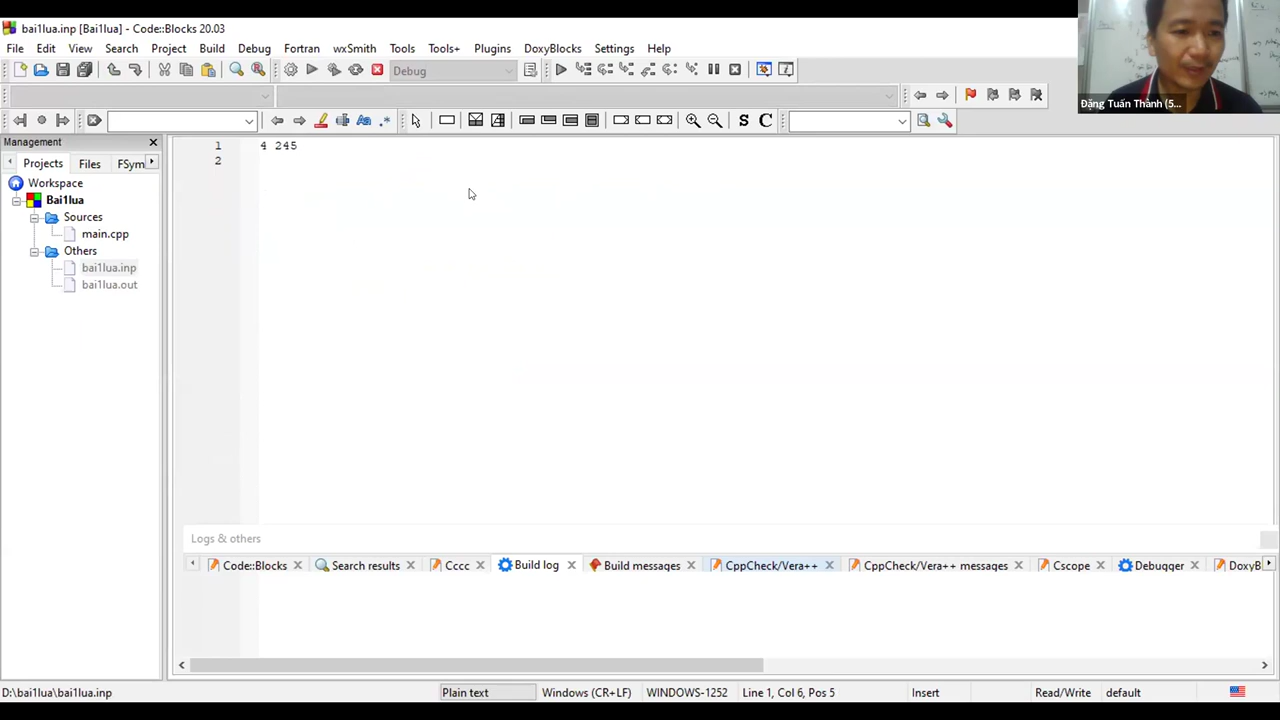 bai1lua.inp [Bai1lua] - Code::Blocks 20.03
File Edit View Search Project Build Debug Fortran wxSmith Tools Tools+ Plugins DoxyBlocks Settings Help
Debug
Đặng Tuấn Thành (5...
S C
Management
Projects Files FSym
Workspace
Bai1lua
Sources
main.cpp
Others
bai1lua.inp
bai1lua.out
1 4 245
2
Logs & others
Code::Blocks Search results Cccc Build log Build messages CppCheck/Vera++ CppCheck/Vera++ messages Cscope Debugger DoxyB
D:\bai1lua\bai1lua.inp Plain text Windows (CR+LF) WINDOWS-1252 Line 1, Col 6, Pos 5 Insert Read/Write default